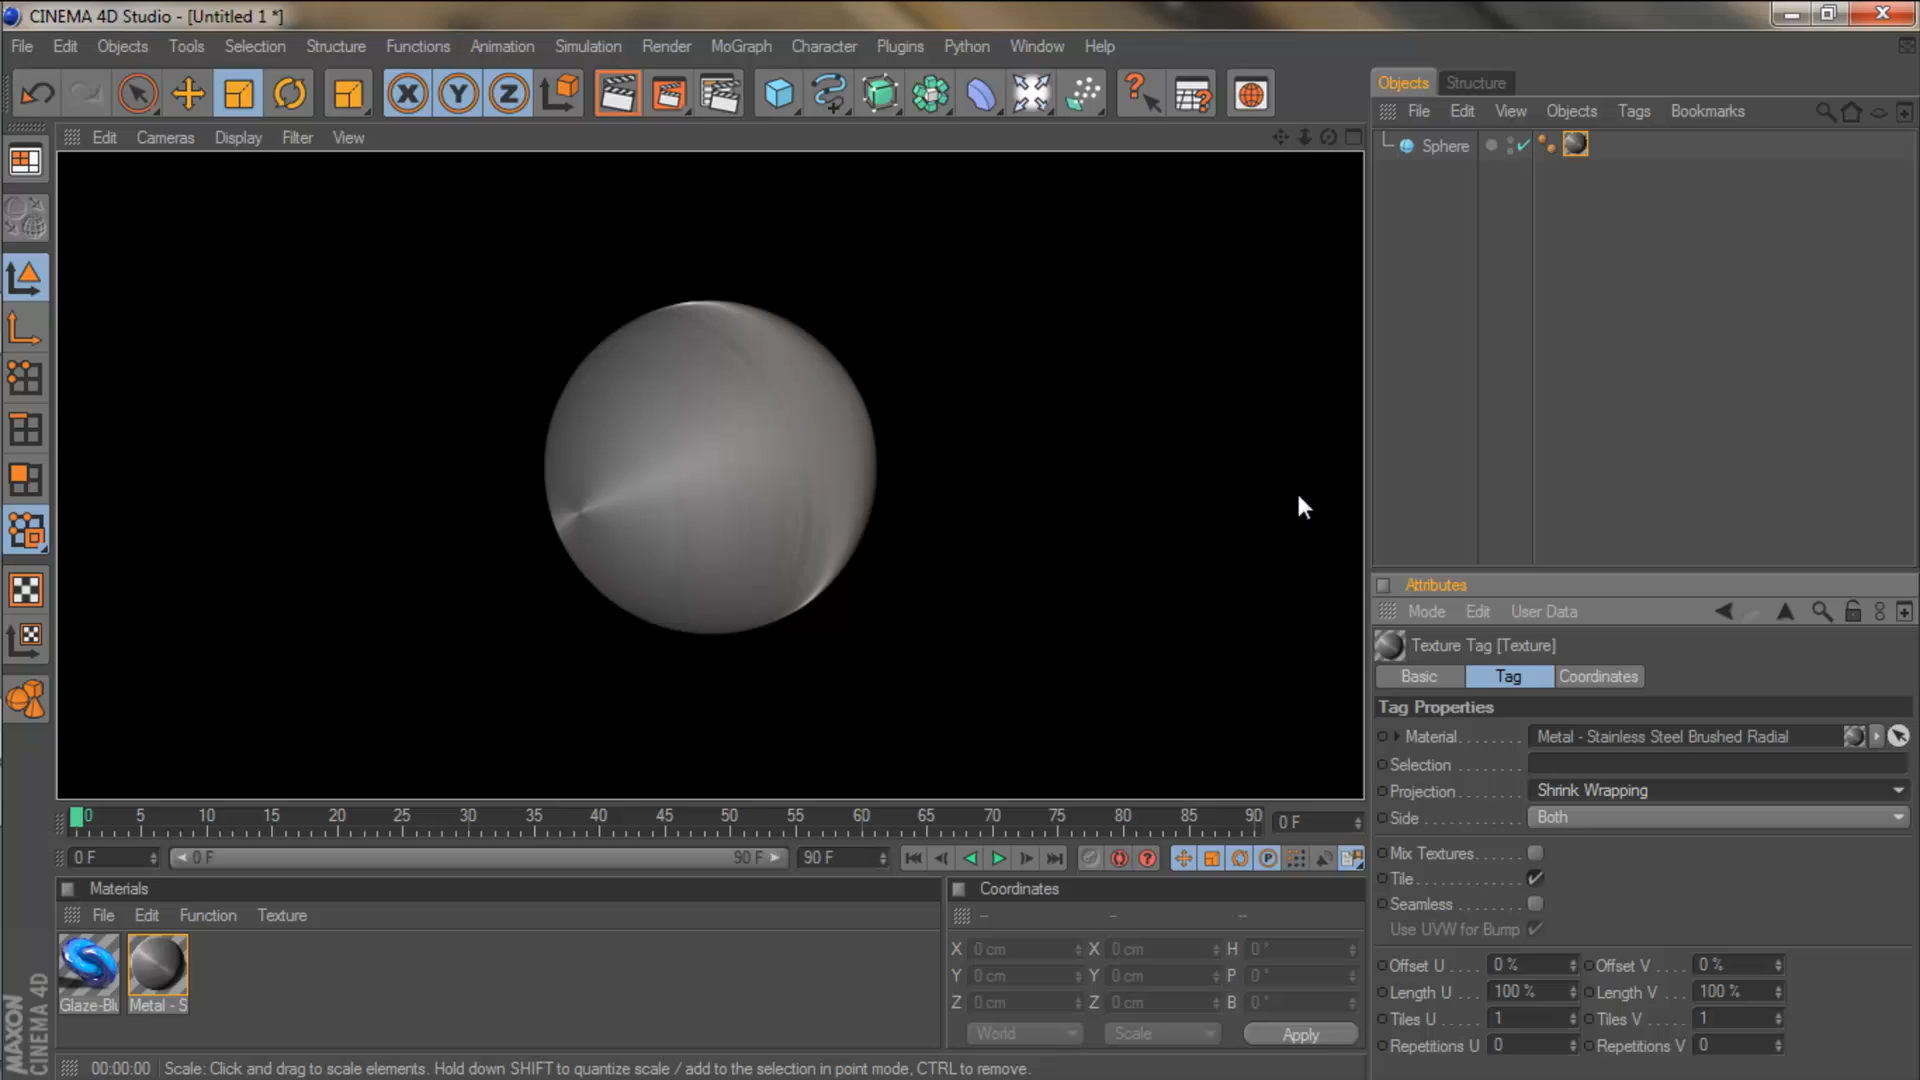 CINEMA 4D Studio - [Untitled 1 *]
File Edit Objects Tools Selection Structure Functions Animation Simulation Render MoGraph Character Plugins Python Window Help
X Y Z
Edit Cameras Display Filter View
Objects Structure
File Edit View Objects Tags Bookmarks
Sphere
Attributes
Mode Edit User Data
Texture Tag [Texture]
Basic Tag Coordinates
Tag Properties
Material Metal - Stainless Steel Brushed Radial
Selection
Projection Shrink Wrapping
Side Both
Mix Textures
Tile
Seamless
Use UVW for Bump
Offset U 0 % Offset V 0 %
Length U 100 % Length V 100 %
Tiles U 1 Tiles V 1
Repetitions U 0 Repetitions V 0
0 5 10 15 20 25 30 35 40 45 50 55 60 65 70 75 80 85 90 0 F
0 F 0 F 90 F 90 F
Materials
File Edit Function Texture
Glaze-Blu Metal - S
Coordinates
-- -- --
X 0 cm X 0 cm H 0 °
Y 0 cm Y 0 cm P 0 °
Z 0 cm Z 0 cm B 0 °
World Scale Apply
MAXON
CINEMA 4D
00:00:00 Scale: Click and drag to scale elements. Hold down SHIFT to quantize scale / add to the selection in point mode, CTRL to remove.